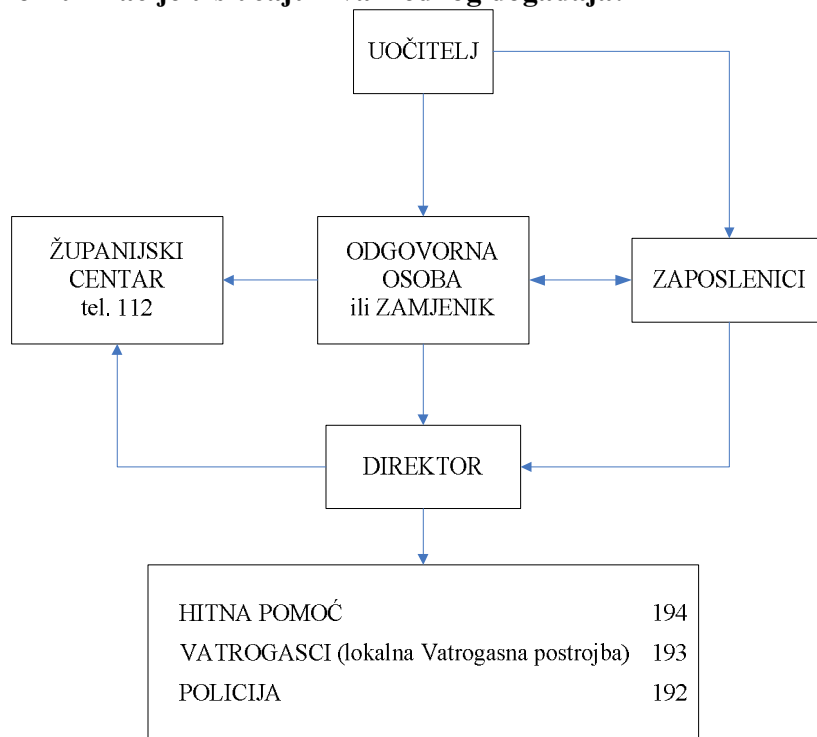 UOČITELJ
ŽUPANIJSKI
CENTAR
tel. 112
ODGOVORNA
OSOBA
ili ZAMJENIK
ZAPOSLENICI
DIREKTOR
HITNA POMOĆ 194
VATROGASCI (lokalna Vatrogasna postrojba) 193
POLICIJA 192